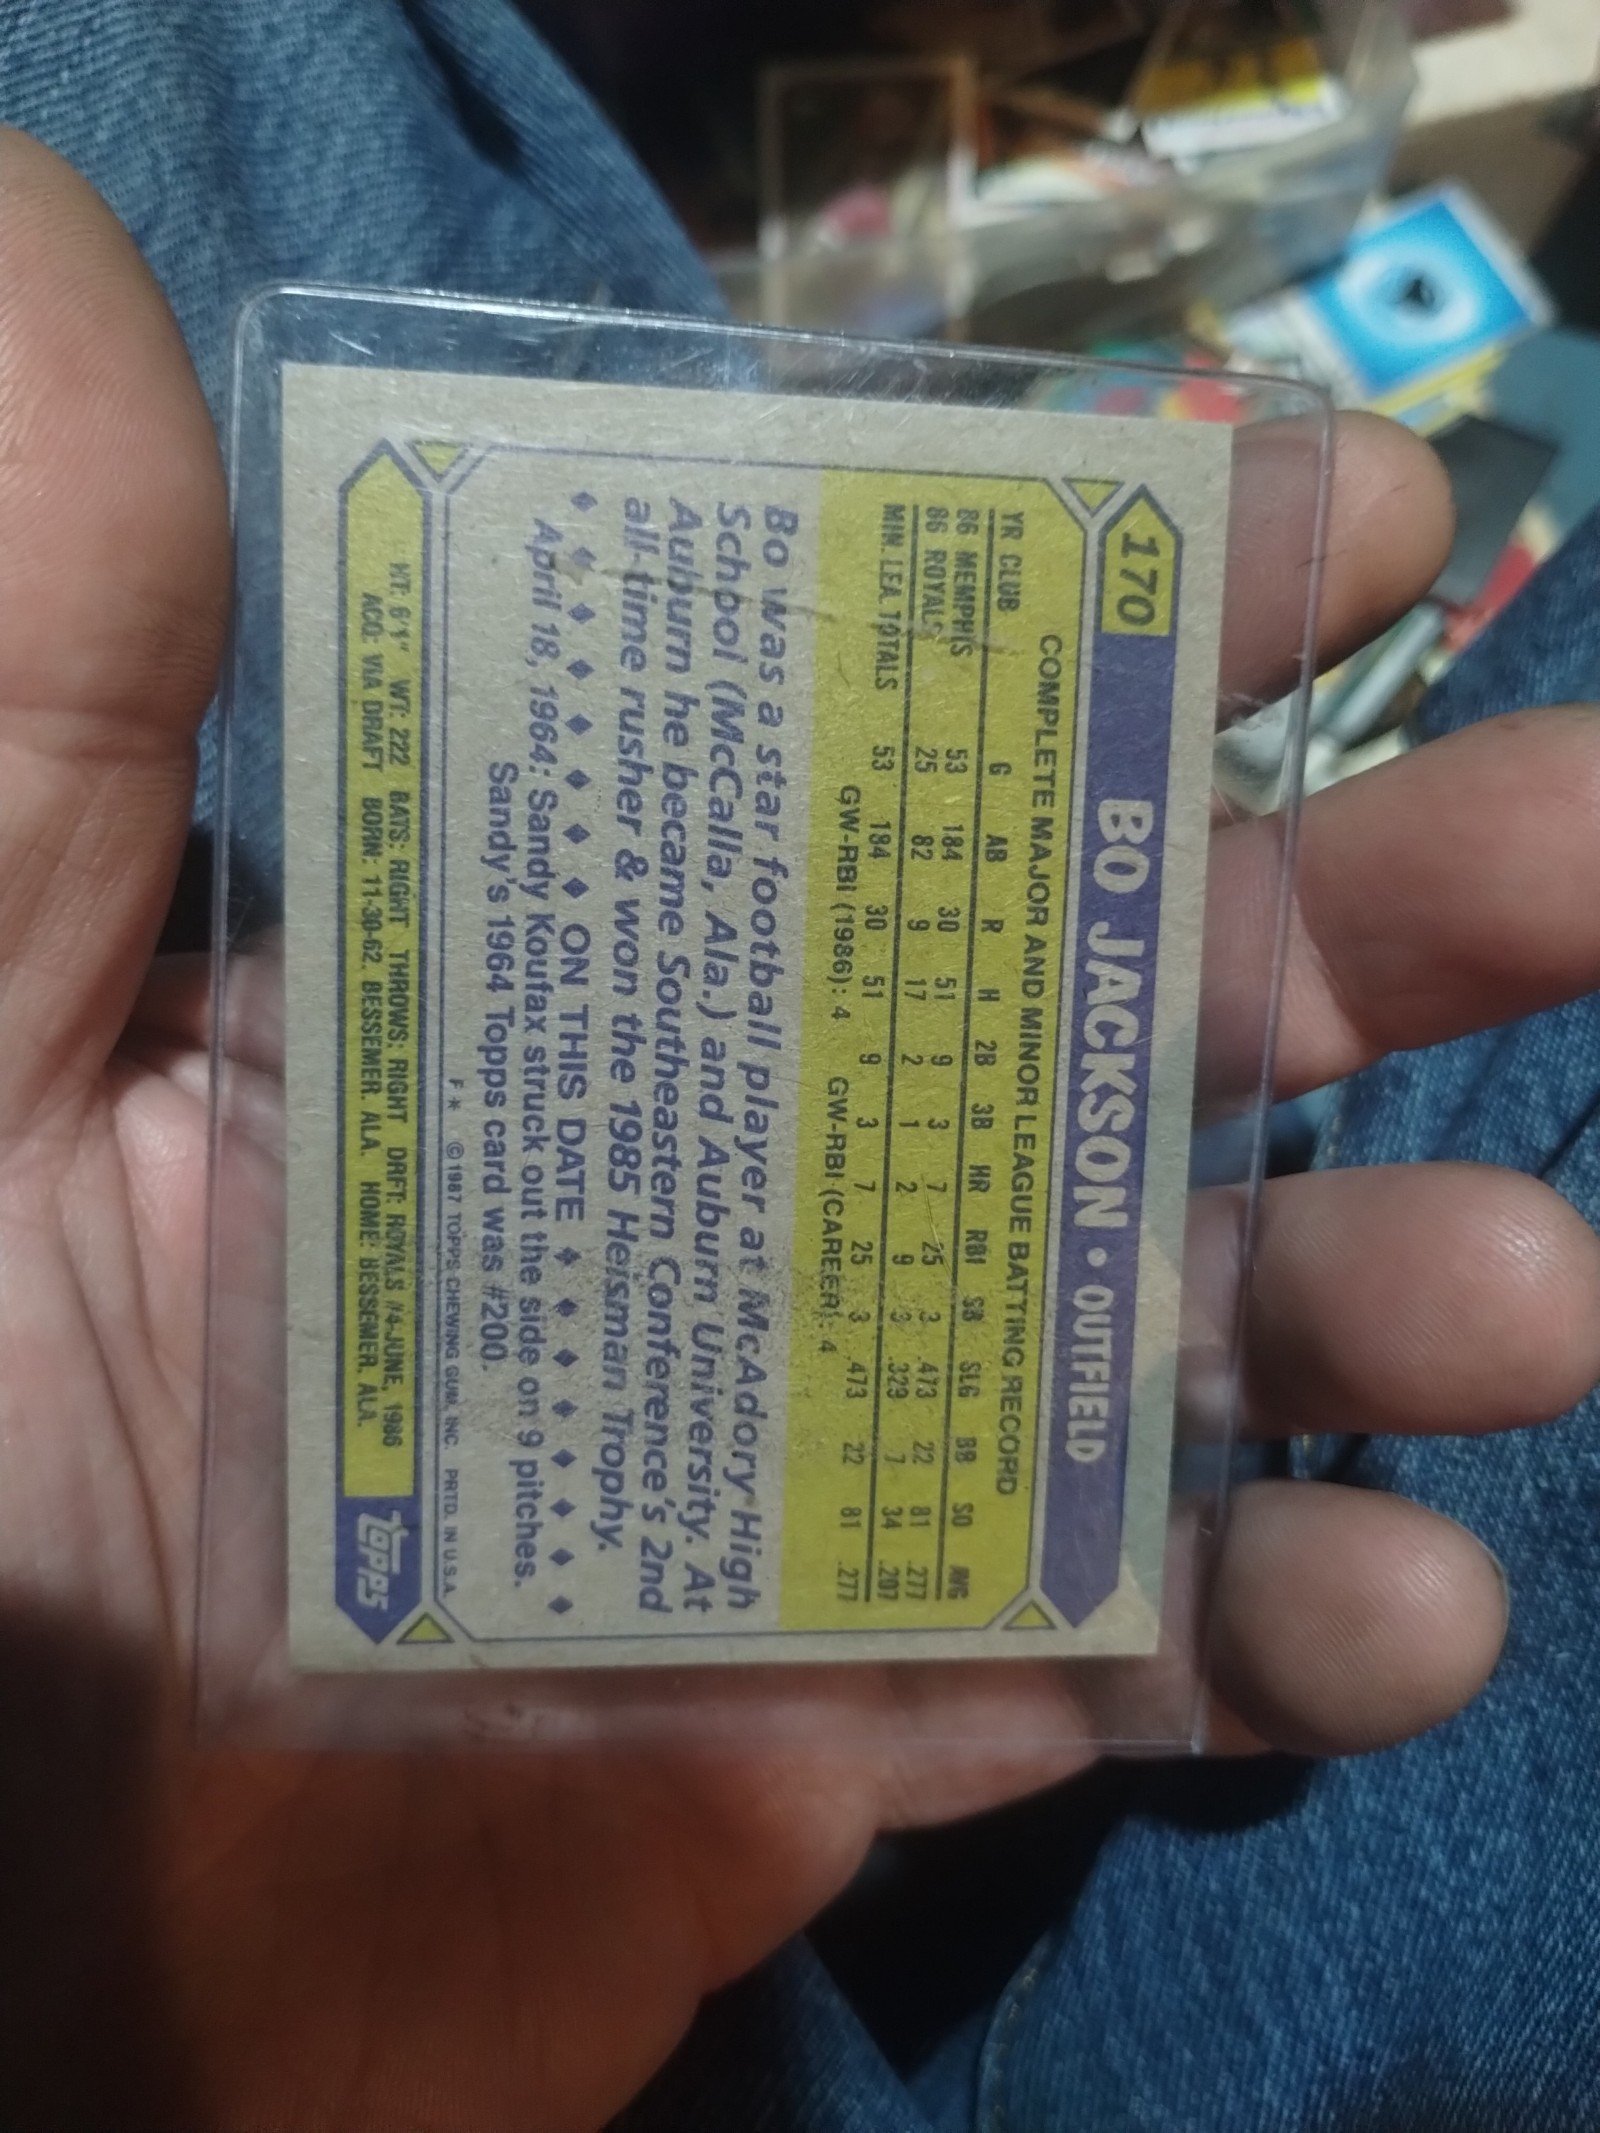 170 BO JACKSON • OUTFIELD
COMPLETE MAJOR AND MINOR LEAGUE BATTING RECORD
YR CLUB G AB R H 2B 3B HR RBI SB SLG BB SO AVG
86 MEMPHIS 53 184 30 51 9 3 7 25 3 .473 22 81 .277
86 ROYALS 25 82 9 17 2 1 2 9 3 .329 7 34 .207
MIN. LEA. TOTALS 53 184 30 51 9 3 7 25 3 .473 22 81 .277
GW-RBI (1986): 4 GW-RBI (CAREER): 4
Bo was a star football player at McAdory High
School (McCalla, Ala.) and Auburn University. At
Auburn he became Southeastern Conference's 2nd
all-time rusher & won the 1985 Heisman Trophy.
♦ ♦ ♦ ♦ ♦ ♦ ♦ ♦ ON THIS DATE ♦ ♦ ♦ ♦ ♦ ♦ ♦ ♦
April 18, 1964: Sandy Koufax struck out the side on 9 pitches.
Sandy's 1964 Topps card was #200.
F* © 1987 TOPPS CHEWING GUM, INC. PRTD. IN U.S.A.
HT: 6'1" WT: 222 BATS: RIGHT THROWS: RIGHT DRFT: ROYALS #4-JUNE, 1986
ACQ: VIA DRAFT BORN: 11-30-62, BESSEMER, ALA. HOME: BESSEMER, ALA.
TOPPS